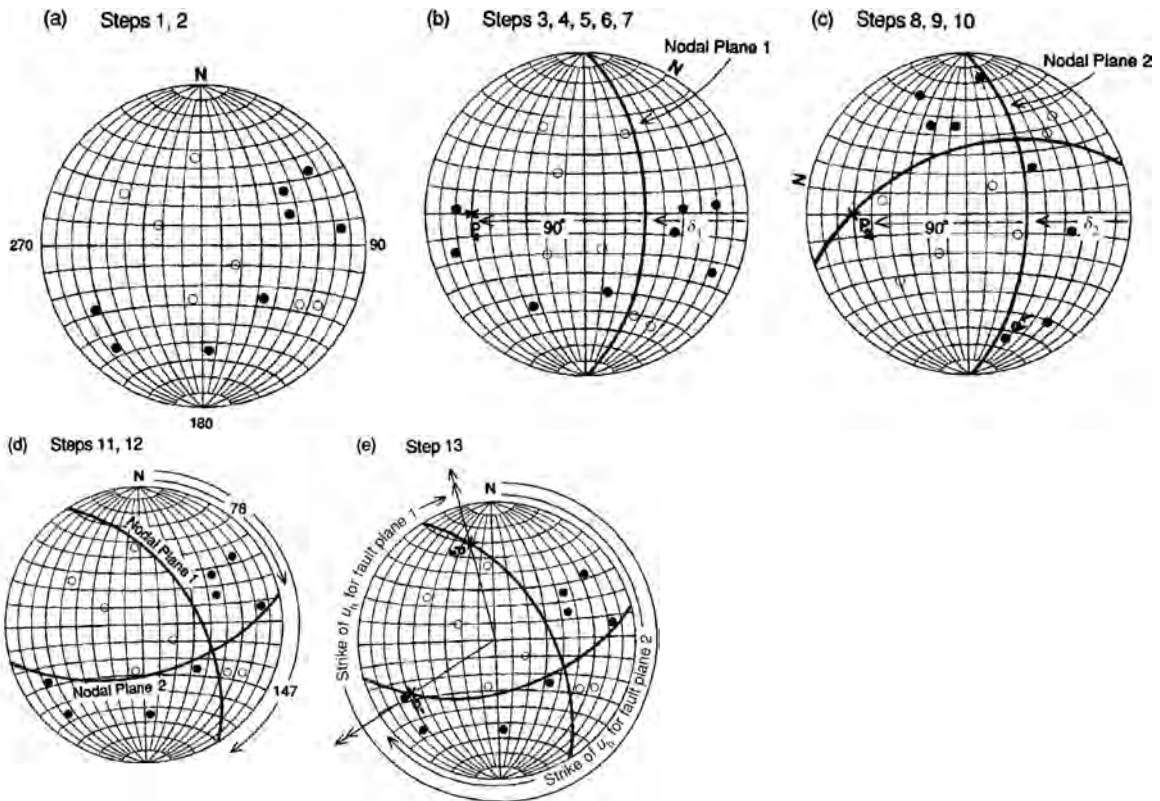 (a) Steps 1, 2
N
270
90
180
(b) Steps 3, 4, 5, 6, 7
Nodal Plane 1
N
P
90°
δ1
(c) Steps 8, 9, 10
Nodal Plane 2
N
P
90°
δ2
(d) Steps 11, 12
N
78
Nodal Plane 1
Nodal Plane 2
147
(e) Step 13
N
Strike of uh for fault plane 1
Strike of uh for fault plane 2